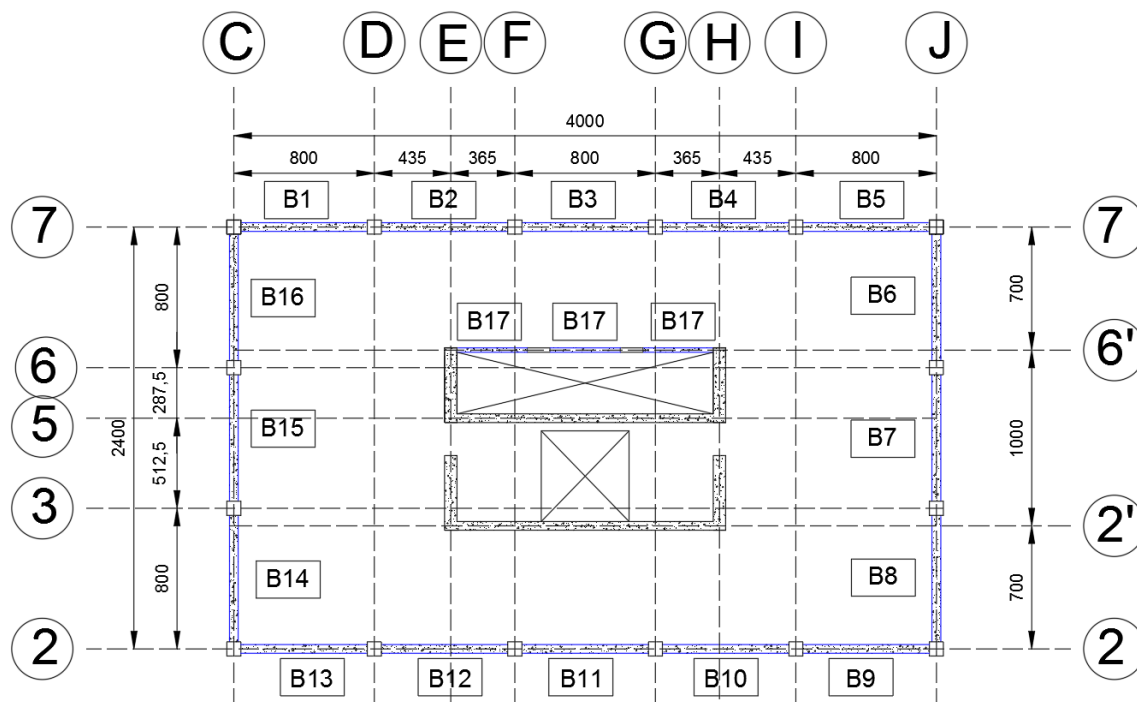 C D E F G H I J
4000
800 435 365 800 365 435 800
B1 B2 B3 B4 B5
7 7
800 700
B16 B6
B17 B17 B17
6 6'
287,5
5
2400 1000
B15 B7
512,5
3 2'
800 700
B14 B8
2 2
B13 B12 B11 B10 B9